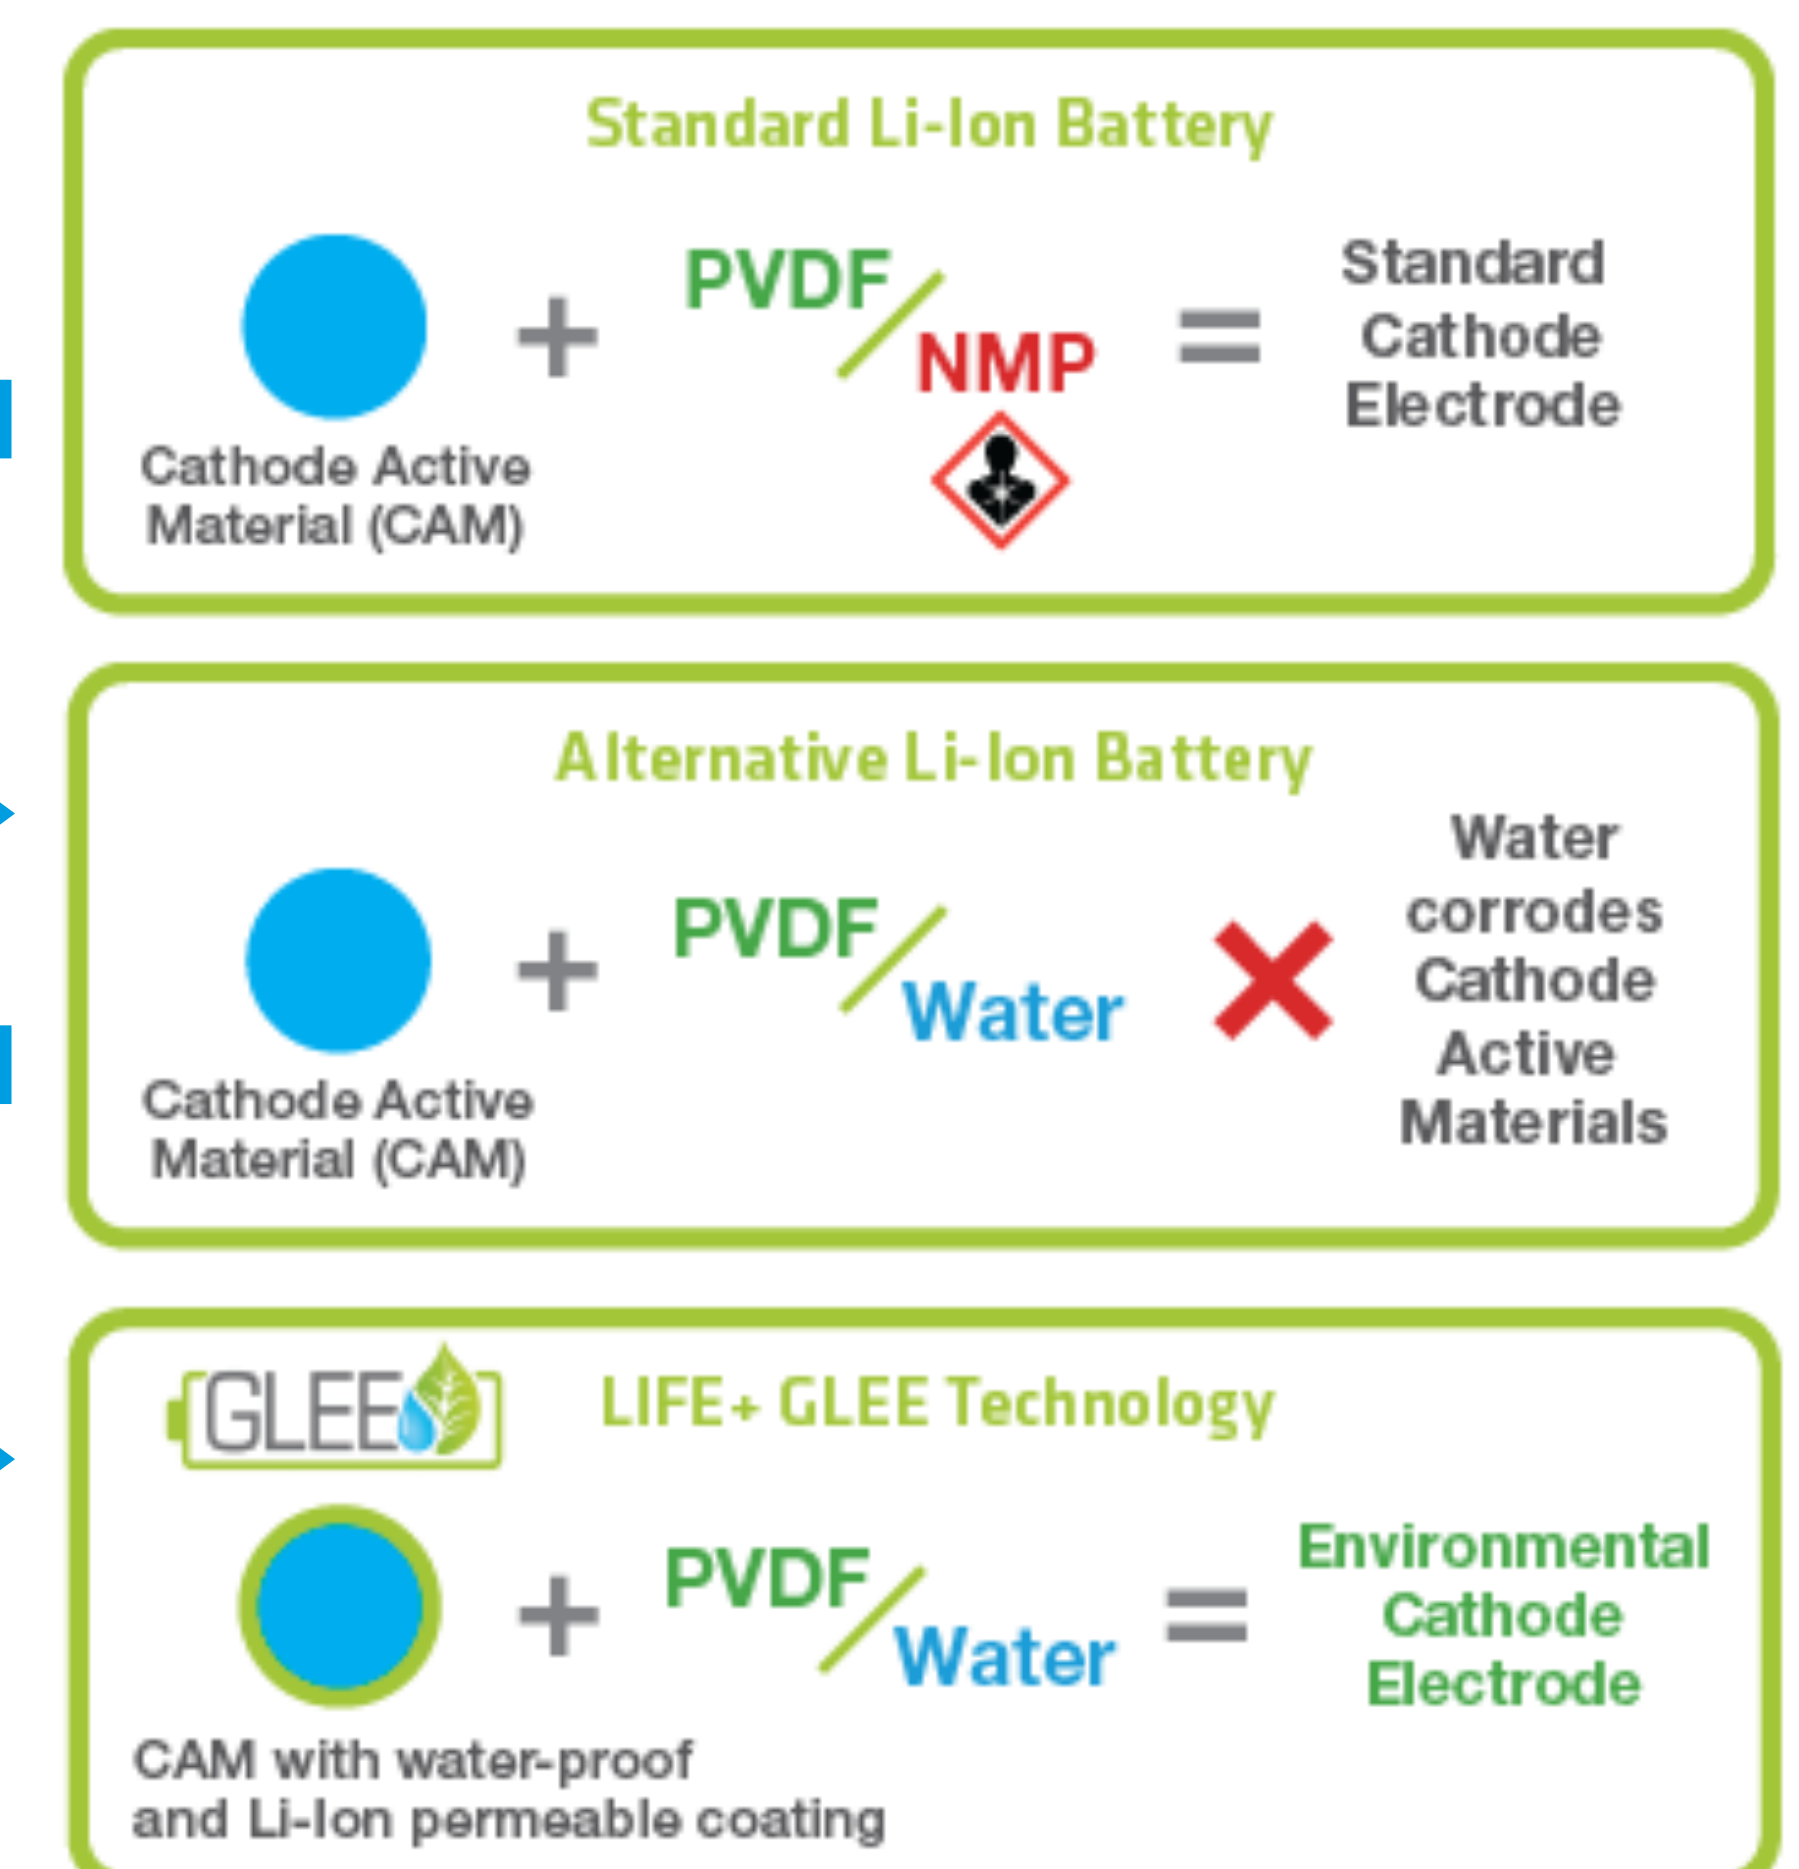 Standard Li-Ion Battery
PVDF/NMP
Standard
Cathode
Electrode
Cathode Active
Material (CAM)
Alternative Li-Ion Battery
PVDF/Water
Water
corrodes
Cathode
Active
Materials
Cathode Active
Material (CAM)
GLEE
LIFE+ GLEE Technology
PVDF/Water
Environmental
Cathode
Electrode
CAM with water-proof
and Li-Ion permeable coating